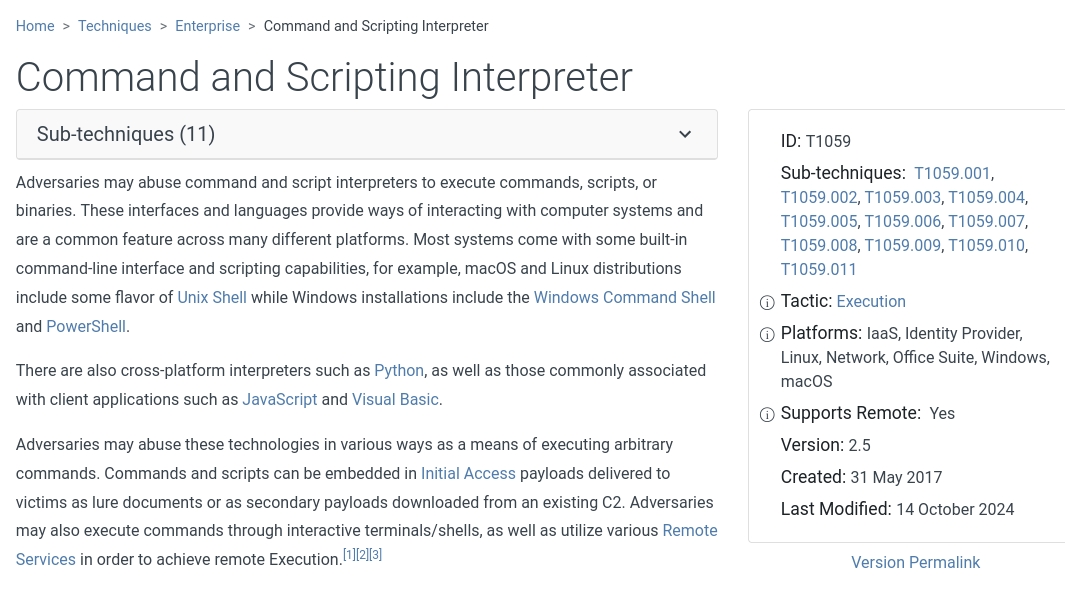 Home > Techniques > Enterprise > Command and Scripting Interpreter
Command and Scripting Interpreter
Sub-techniques (11)
Adversaries may abuse command and script interpreters to execute commands, scripts, or
binaries. These interfaces and languages provide ways of interacting with computer systems and
are a common feature across many different platforms. Most systems come with some built-in
command-line interface and scripting capabilities, for example, macOS and Linux distributions
include some flavor of Unix Shell while Windows installations include the Windows Command Shell
and PowerShell.
There are also cross-platform interpreters such as Python, as well as those commonly associated
with client applications such as JavaScript and Visual Basic.
Adversaries may abuse these technologies in various ways as a means of executing arbitrary
commands. Commands and scripts can be embedded in Initial Access payloads delivered to
victims as lure documents or as secondary payloads downloaded from an existing C2. Adversaries
may also execute commands through interactive terminals/shells, as well as utilize various Remote
Services in order to achieve remote Execution.[1][2][3]
ID: T1059
Sub-techniques: T1059.001,
T1059.002, T1059.003, T1059.004,
T1059.005, T1059.006, T1059.007,
T1059.008, T1059.009, T1059.010,
T1059.011
Tactic: Execution
Platforms: IaaS, Identity Provider,
Linux, Network, Office Suite, Windows,
macOS
Supports Remote: Yes
Version: 2.5
Created: 31 May 2017
Last Modified: 14 October 2024
Version Permalink